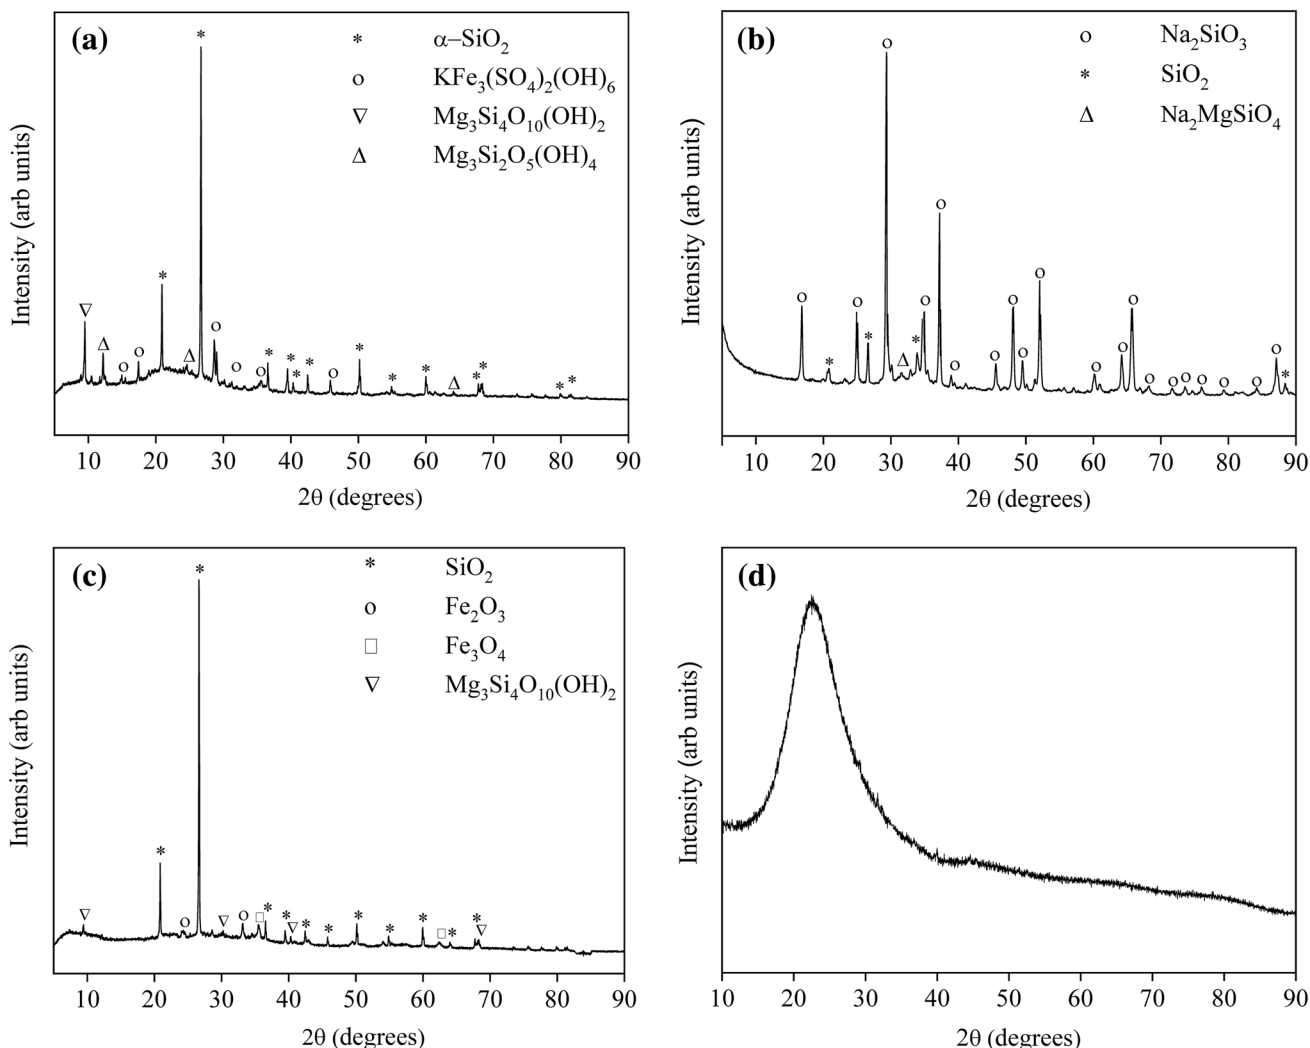 (a)
* α–SiO₂
o KFe₃(SO₄)₂(OH)₆
∇ Mg₃Si₄O₁₀(OH)₂
Δ Mg₃Si₂O₅(OH)₄
Intensity (arb units)
10 20 30 40 50 60 70 80 90
2θ (degrees)
(b)
o Na₂SiO₃
* SiO₂
Δ Na₂MgSiO₄
Intensity (arb units)
10 20 30 40 50 60 70 80 90
2θ (degrees)
(c)
* SiO₂
o Fe₂O₃
□ Fe₃O₄
∇ Mg₃Si₄O₁₀(OH)₂
Intensity (arb units)
10 20 30 40 50 60 70 80 90
2θ (degrees)
(d)
Intensity (arb units)
10 20 30 40 50 60 70 80 90
2θ (degrees)